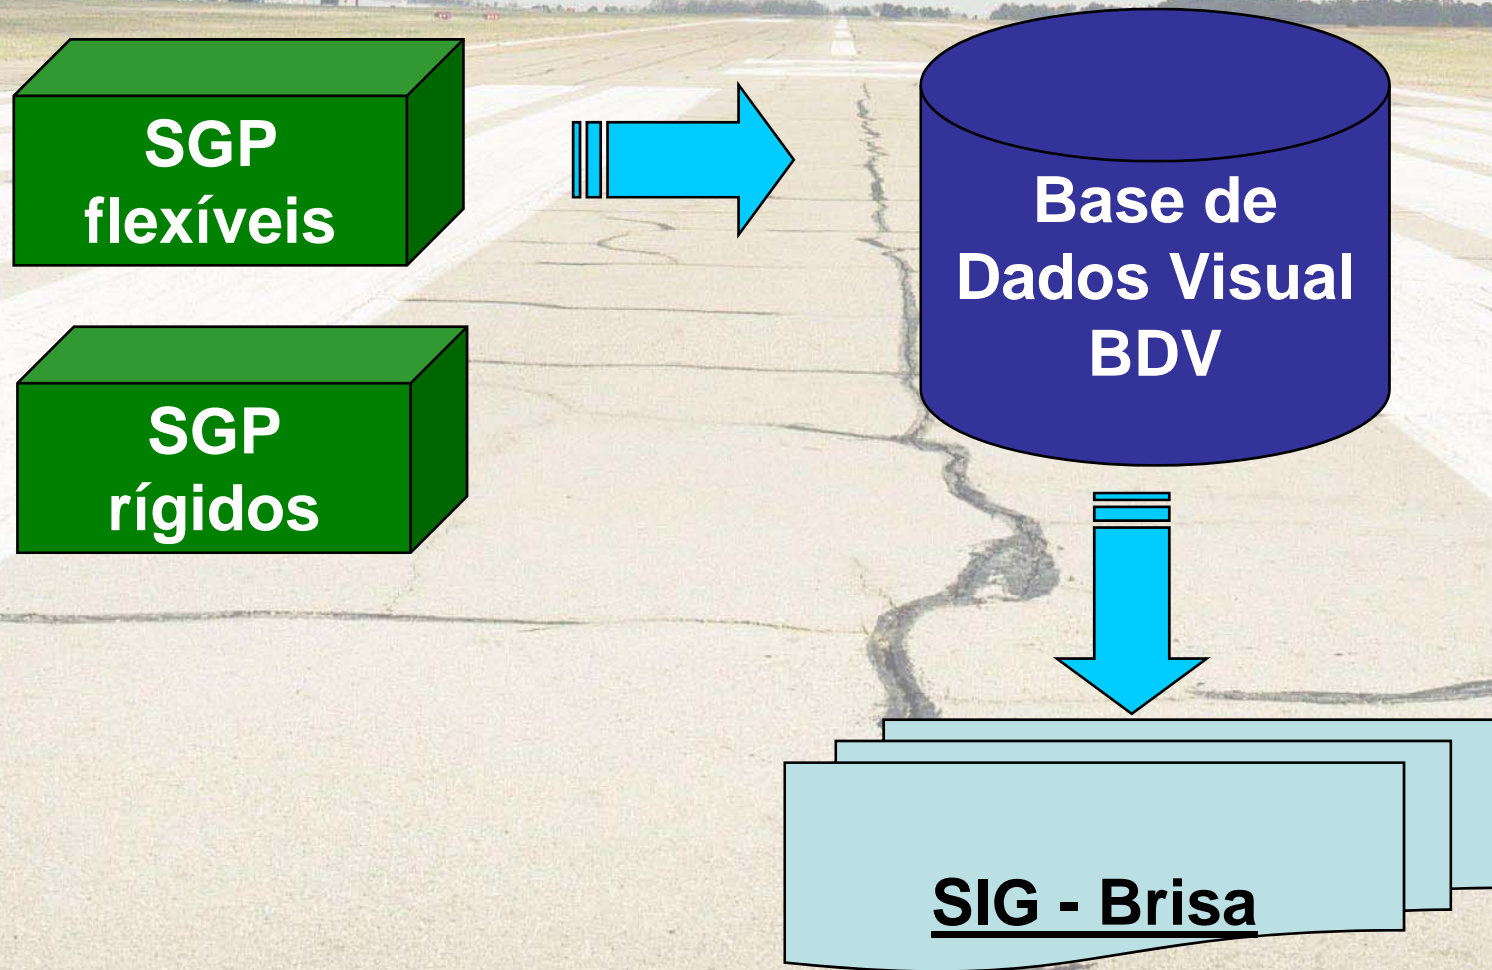 SGP
flexíveis
SGP
rígidos
Base de
Dados Visual
BDV
SIG - Brisa